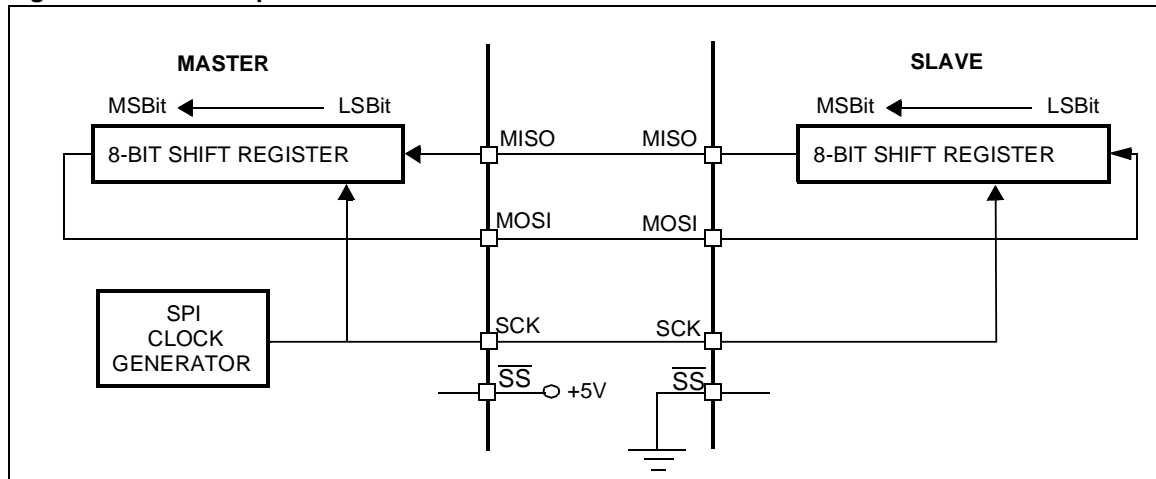 MASTER
SLAVE
MSBit
LSBit
MSBit
LSBit
8-BIT SHIFT REGISTER
MISO
MISO
8-BIT SHIFT REGISTER
MOSI
MOSI
SPI
CLOCK
GENERATOR
SCK
SCK
SS
+5V
SS